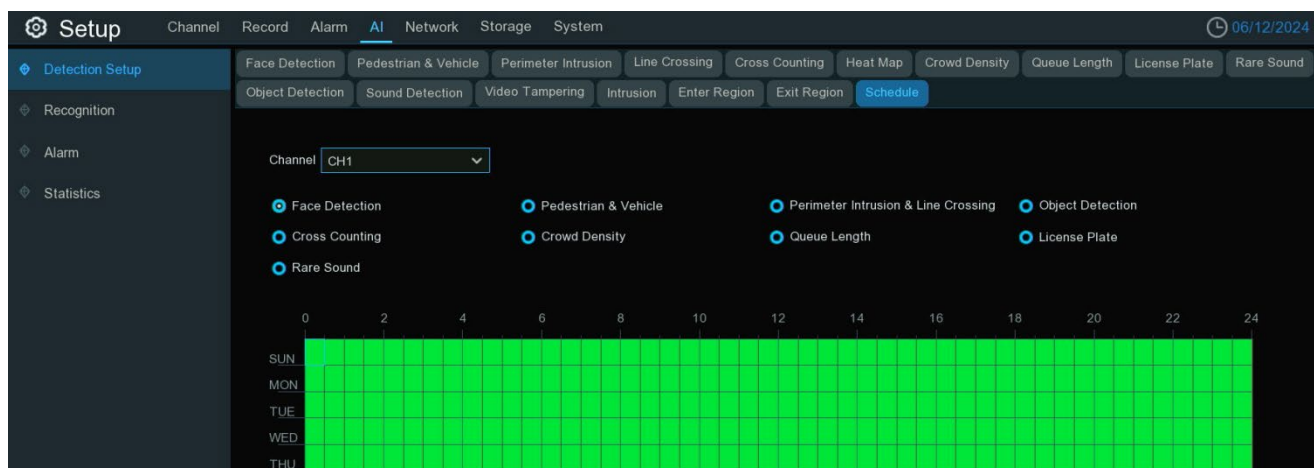 Setup Channel Record Alarm AI Network Storage System 06/12/2024
Detection Setup
Recognition
Alarm
Statistics
Face Detection Pedestrian & Vehicle Perimeter Intrusion Line Crossing Cross Counting Heat Map Crowd Density Queue Length License Plate Rare Sound
Object Detection Sound Detection Video Tampering Intrusion Enter Region Exit Region Schedule
Channel CH1
Face Detection Pedestrian & Vehicle Perimeter Intrusion & Line Crossing Object Detection
Cross Counting Crowd Density Queue Length License Plate
Rare Sound
0 2 4 6 8 10 12 14 16 18 20 22 24
SUN
MON
TUE
WED
THU